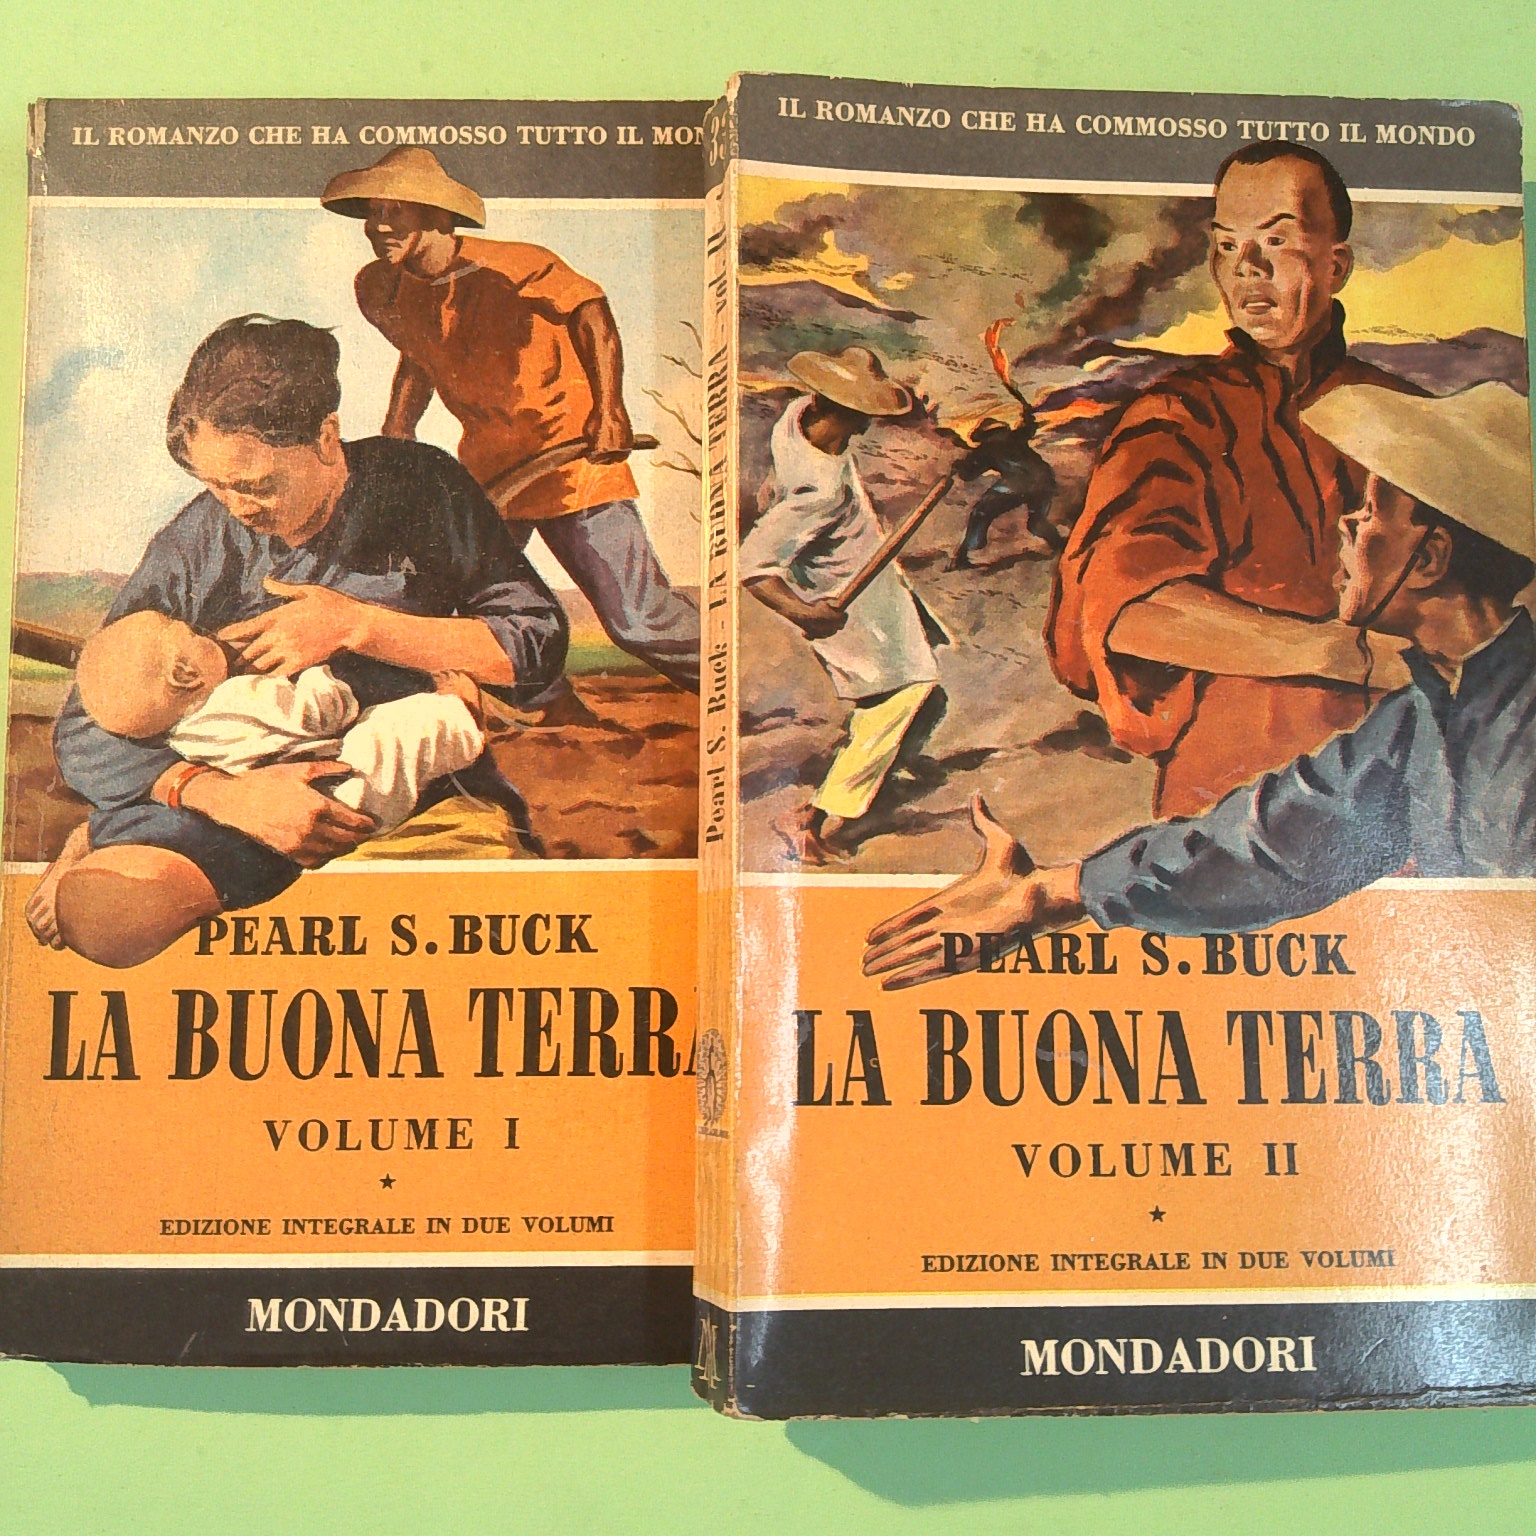 IL ROMANZO CHE HA COMMOSSO TUTTO IL MON
PEARL S. BUCK
LA BUONA TERRA
VOLUME I
★
EDIZIONE INTEGRALE IN DUE VOLUMI
MONDADORI
Pearl S. Buck - LA BUONA TERRA - vol. II
IL ROMANZO CHE HA COMMOSSO TUTTO IL MONDO
PEARL S. BUCK
LA BUONA TERRA
VOLUME II
★
EDIZIONE INTEGRALE IN DUE VOLUMI
MONDADORI